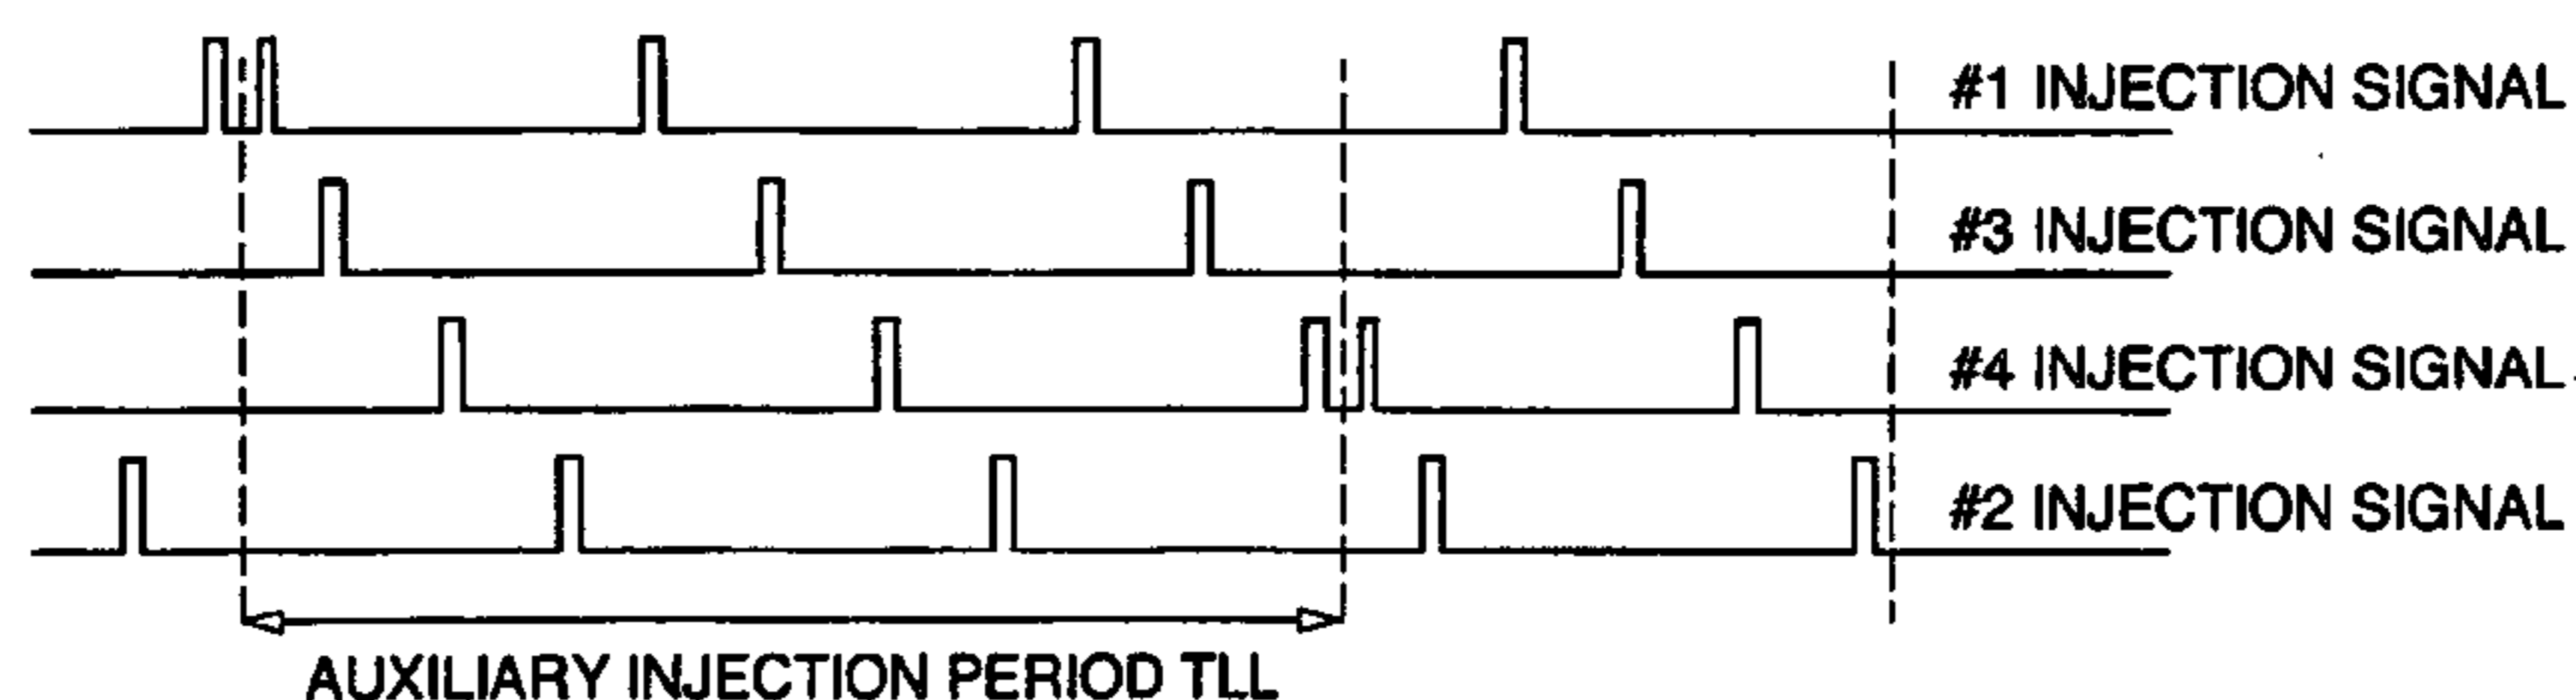 #1 INJECTION SIGNAL
#3 INJECTION SIGNAL
#4 INJECTION SIGNAL
#2 INJECTION SIGNAL
AUXILIARY INJECTION PERIOD TLL